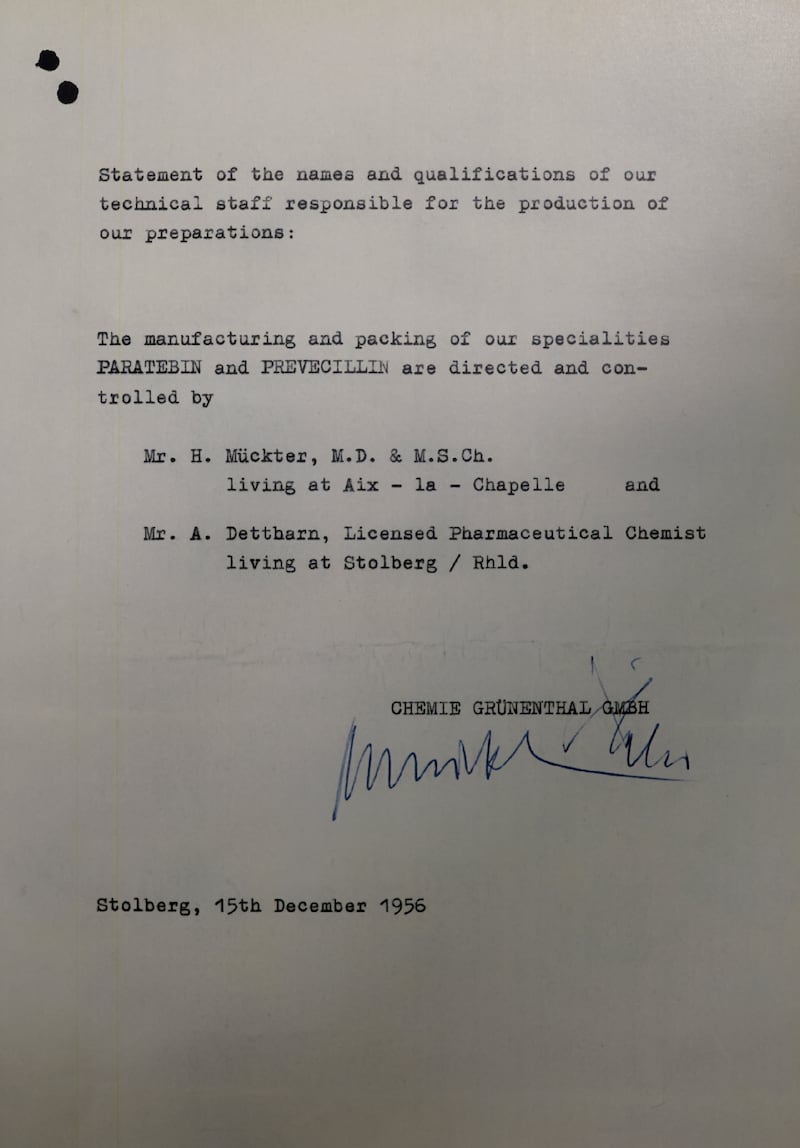 Statement of the names and qualifications of our
technical staff responsible for the production of
our preparations:
The manufacturing and packing of our specialities
PARATEBIN and PREVECILLIN are directed and con-
trolled by
Mr. H. Mückter, M.D. & M.S.Ch.
living at Aix - la - Chapelle and
Mr. A. Dettharn, Licensed Pharmaceutical Chemist
living at Stolberg / Rhld.
CHEMIE GRÜNENTHAL GMBH
Stolberg, 15th December 1956